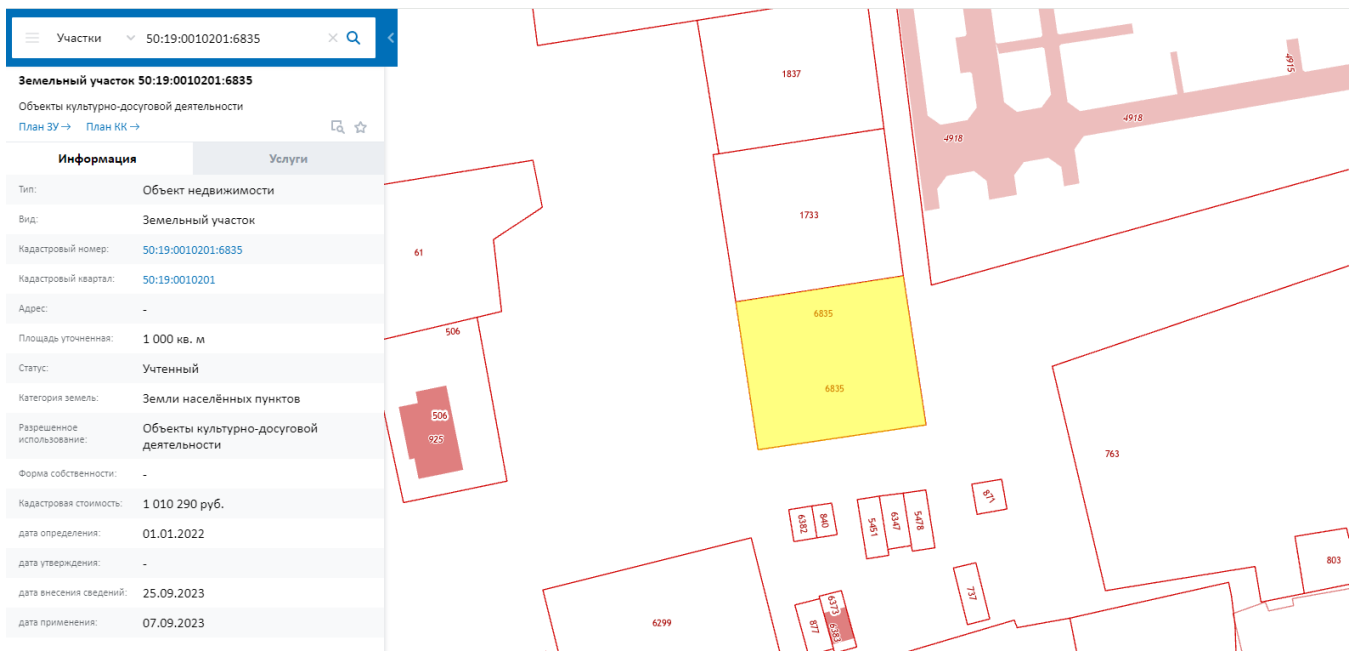 Участки 50:19:0010201:6835
Земельный участок 50:19:0010201:6835
Объекты культурно-досуговой деятельности
План ЗУ → План КК →
Информация Услуги
Тип: Объект недвижимости
Вид: Земельный участок
Кадастровый номер: 50:19:0010201:6835
Кадастровый квартал: 50:19:0010201
Адрес: -
Площадь уточненная: 1 000 кв. м
Статус: Учтенный
Категория земель: Земли населённых пунктов
Разрешенное использование: Объекты культурно-досуговой
деятельности
Форма собственности: -
Кадастровая стоимость: 1 010 290 руб.
дата определения: 01.01.2022
дата утверждения: -
дата внесения сведений: 25.09.2023
дата применения: 07.09.2023
1837
4915
4918
4918
1733
61
6835
506
6835
506
925
763
871
6382
840
5451
6347
5478
803
737
6373
6383
877
6299